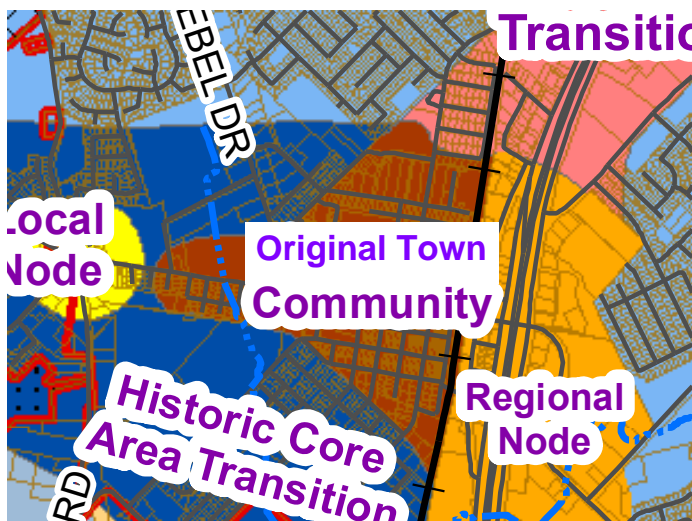 Transitio
EBEL DR
Local
Node
Original Town
Community
Regional
Node
Historic Core
Area Transition
RD